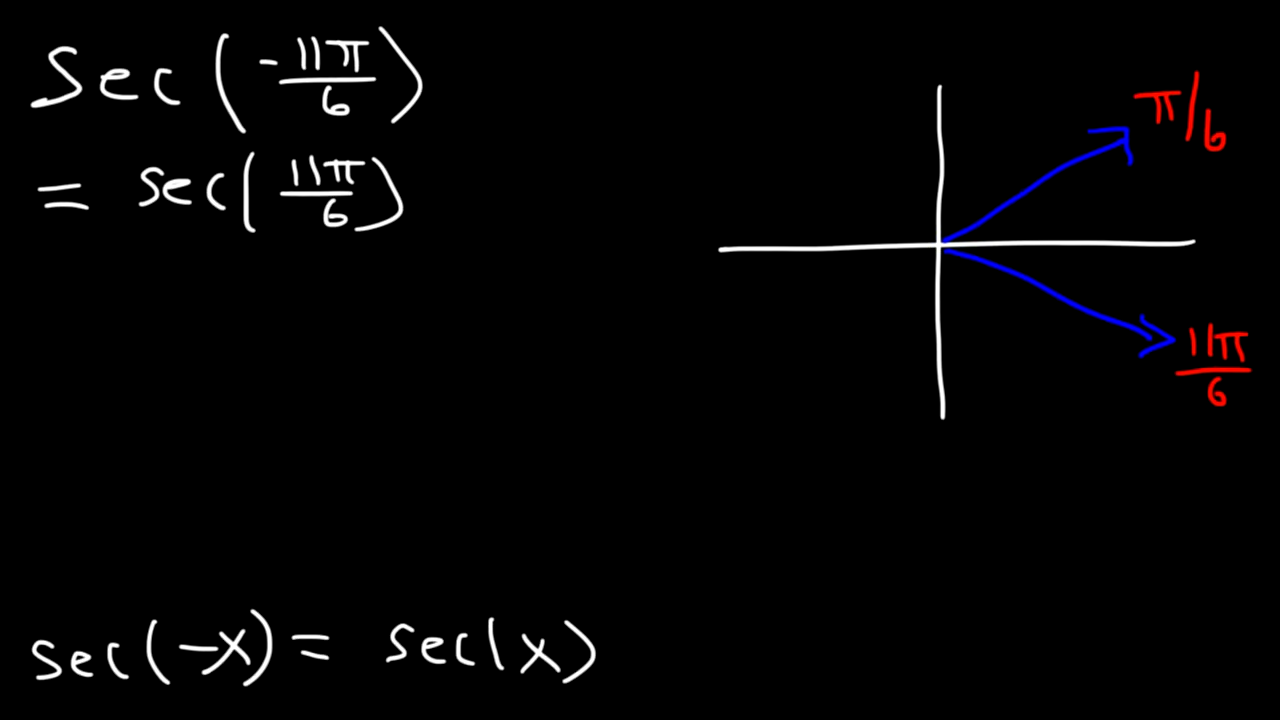 Sec(-11π/6)
= sec(11π/6)
π/6
11π/6
sec(-x) = sec(x)